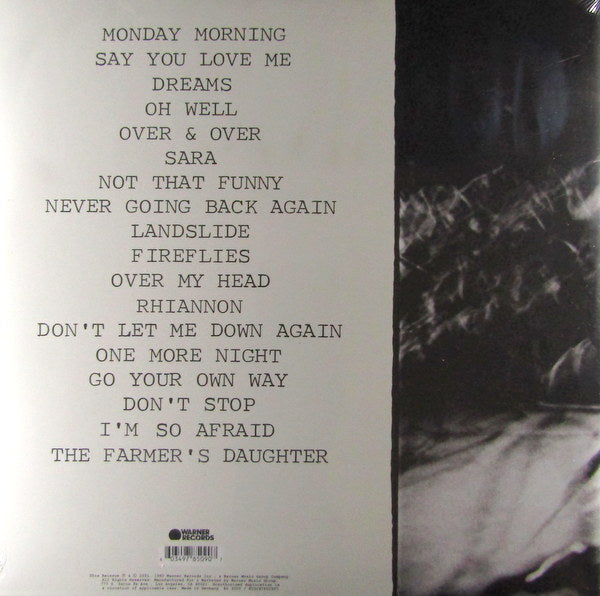 MONDAY MORNING
SAY YOU LOVE ME
DREAMS
OH WELL
OVER & OVER
SARA
NOT THAT FUNNY
NEVER GOING BACK AGAIN
LANDSLIDE
FIREFLIES
OVER MY HEAD
RHIANNON
DON'T LET ME DOWN AGAIN
ONE MORE NIGHT
GO YOUR OWN WAY
DON'T STOP
I'M SO AFRAID
THE FARMER'S DAUGHTER
WARNER
RECORDS